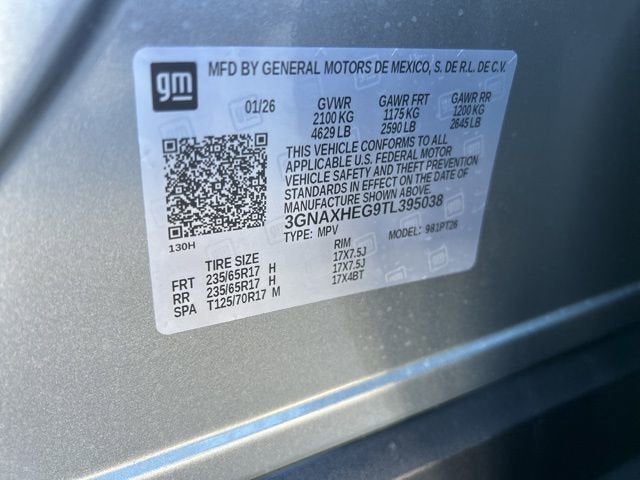 gm MFD BY GENERAL MOTORS DE MEXICO, S. DE R.L. DE C.V.
01/26 GVWR GAWR FRT GAWR RR
2100 KG 1175 KG 1200 KG
4629 LB 2590 LB 2645 LB
THIS VEHICLE CONFORMS TO ALL
APPLICABLE U.S. FEDERAL MOTOR
VEHICLE SAFETY AND THEFT PREVENTION
STANDARDS IN EFFECT ON THE DATE OF
MANUFACTURE SHOWN ABOVE.
3GNAXHEG9TL395038
130H TYPE: MPV MODEL: 981PT26
TIRE SIZE RIM
FRT 235/65R17 H 17X7.5J
RR 235/65R17 H 17X7.5J
SPA T125/70R17 M 17X4BT